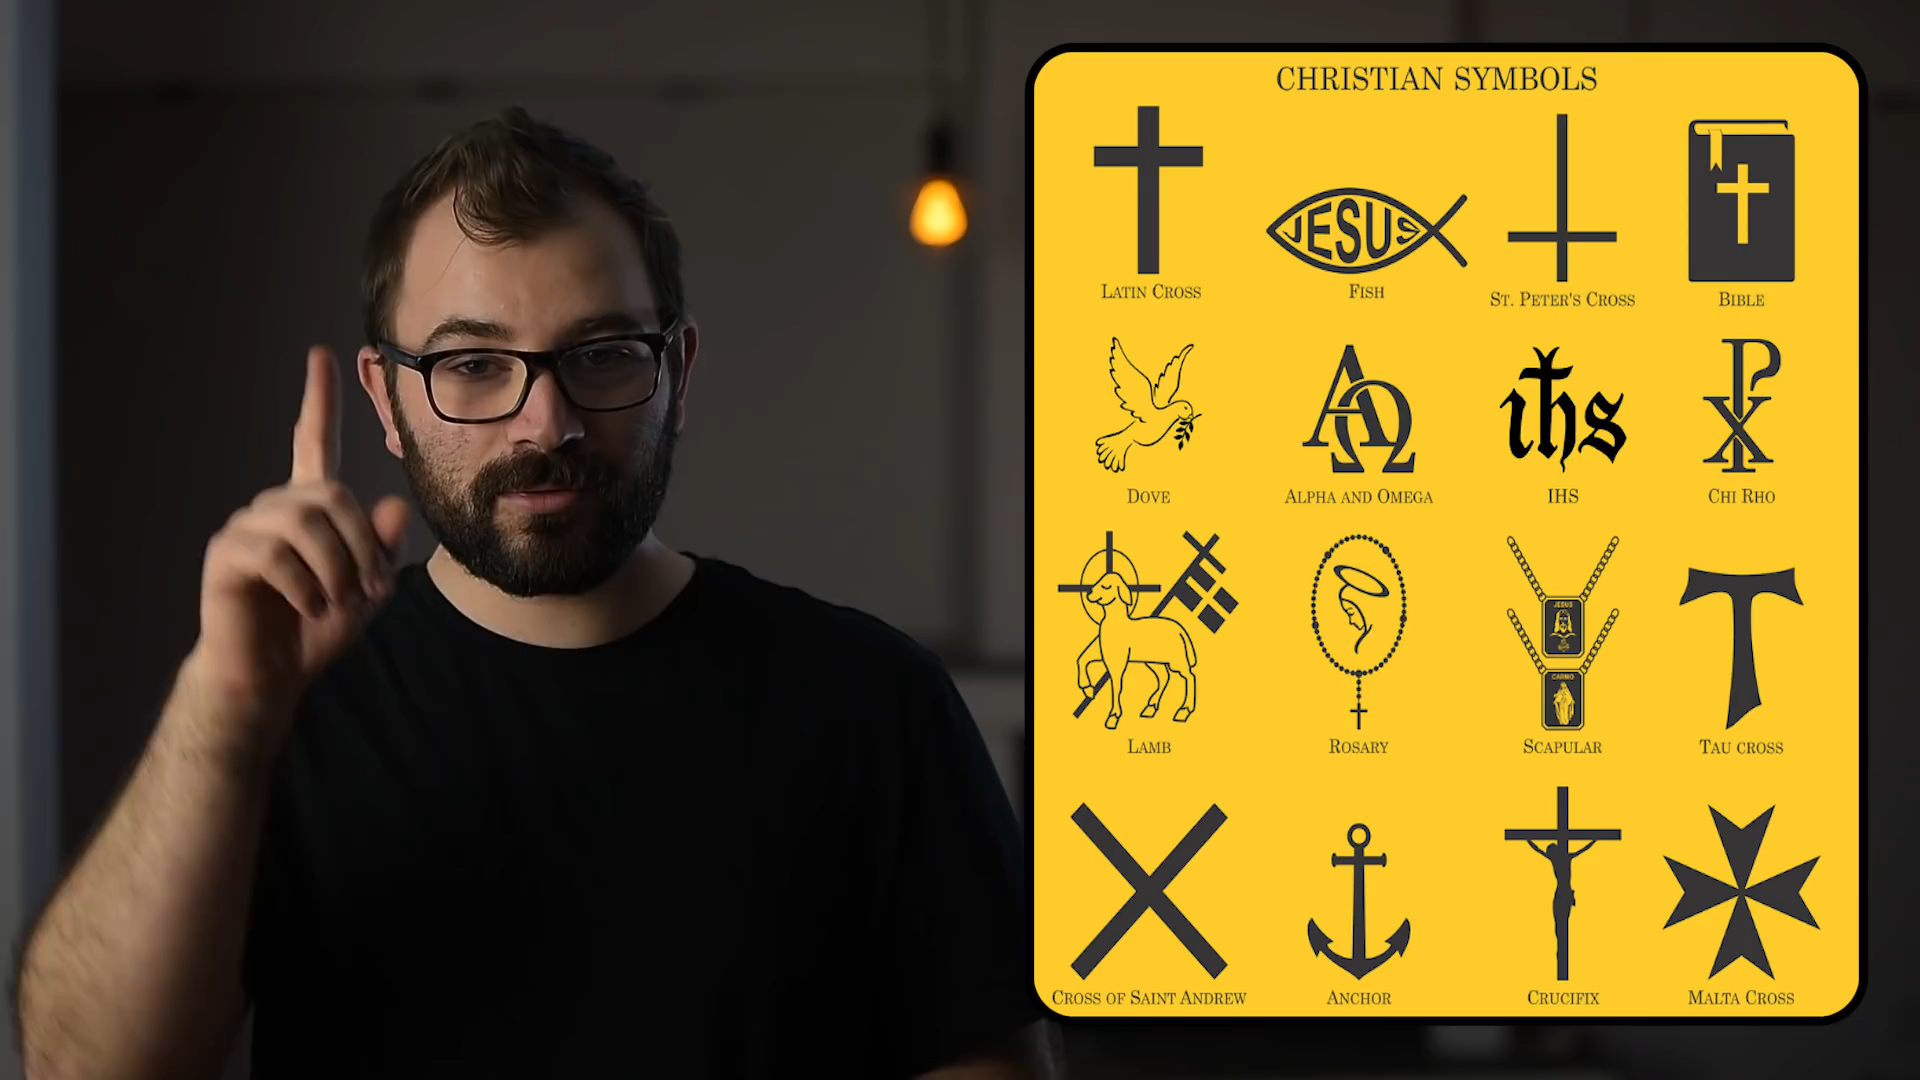 CHRISTIAN SYMBOLS
JESUS
LATIN CROSS
FISH
ST. PETER'S CROSS
BIBLE
ihs
DOVE
ALPHA AND OMEGA
IHS
CHI RHO
JESUS
CARMO
LAMB
ROSARY
SCAPULAR
TAU CROSS
CROSS OF SAINT ANDREW
ANCHOR
CRUCIFIX
MALTA CROSS